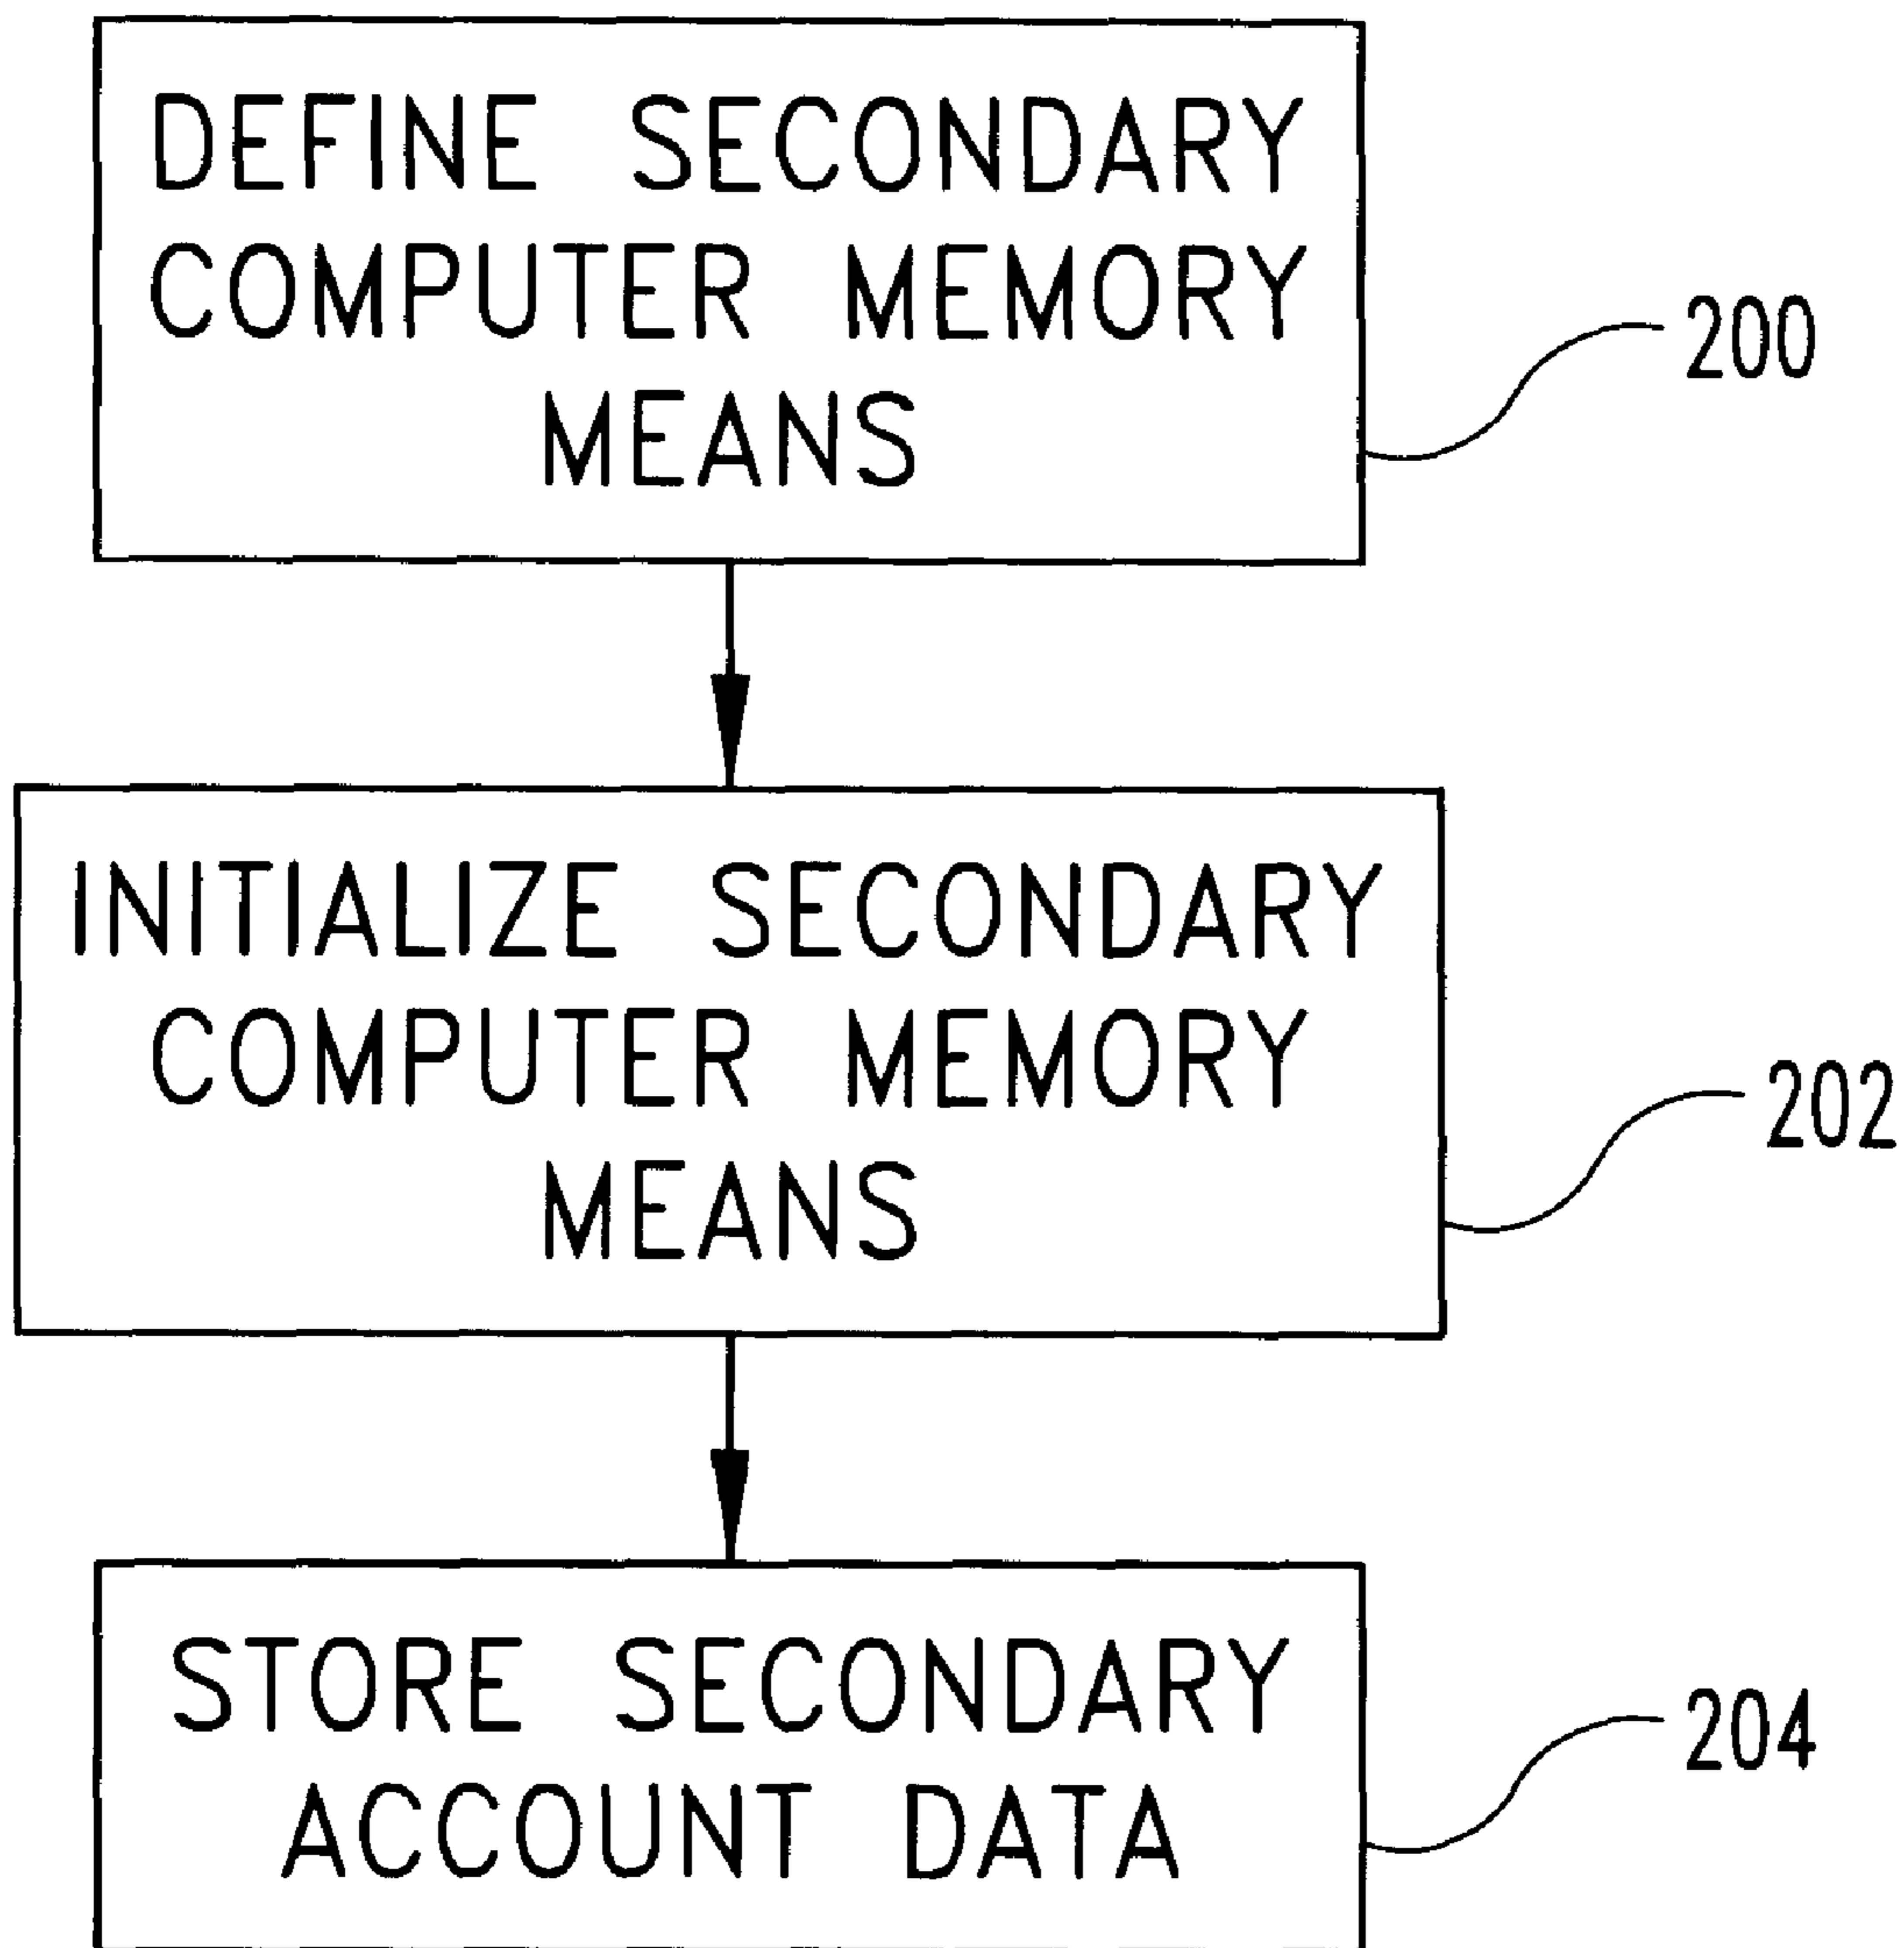 DEFINE SECONDARY
COMPUTER MEMORY
MEANS
200
INITIALIZE SECONDARY
COMPUTER MEMORY
MEANS
202
STORE SECONDARY
ACCOUNT DATA
204